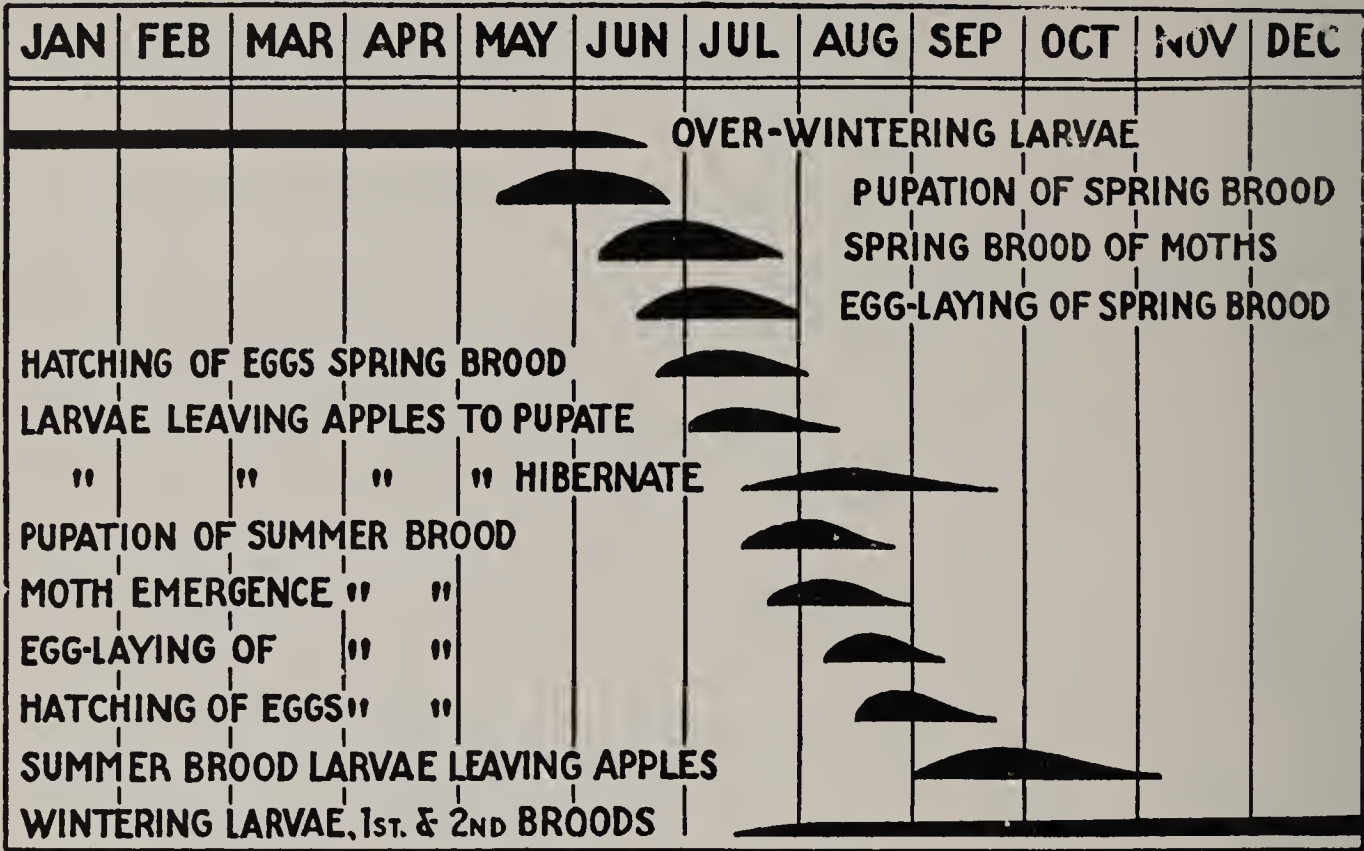 JAN FEB MAR APR MAY JUN JUL AUG SEP OCT NOV DEC
OVER-WINTERING LARVAE
PUPATION OF SPRING BROOD
SPRING BROOD OF MOTHS
EGG-LAYING OF SPRING BROOD
HATCHING OF EGGS SPRING BROOD
LARVAE LEAVING APPLES TO PUPATE
" " " " HIBERNATE
PUPATION OF SUMMER BROOD
MOTH EMERGENCE " "
EGG-LAYING OF " "
HATCHING OF EGGS " "
SUMMER BROOD LARVAE LEAVING APPLES
WINTERING LARVAE, 1ST. & 2ND BROODS